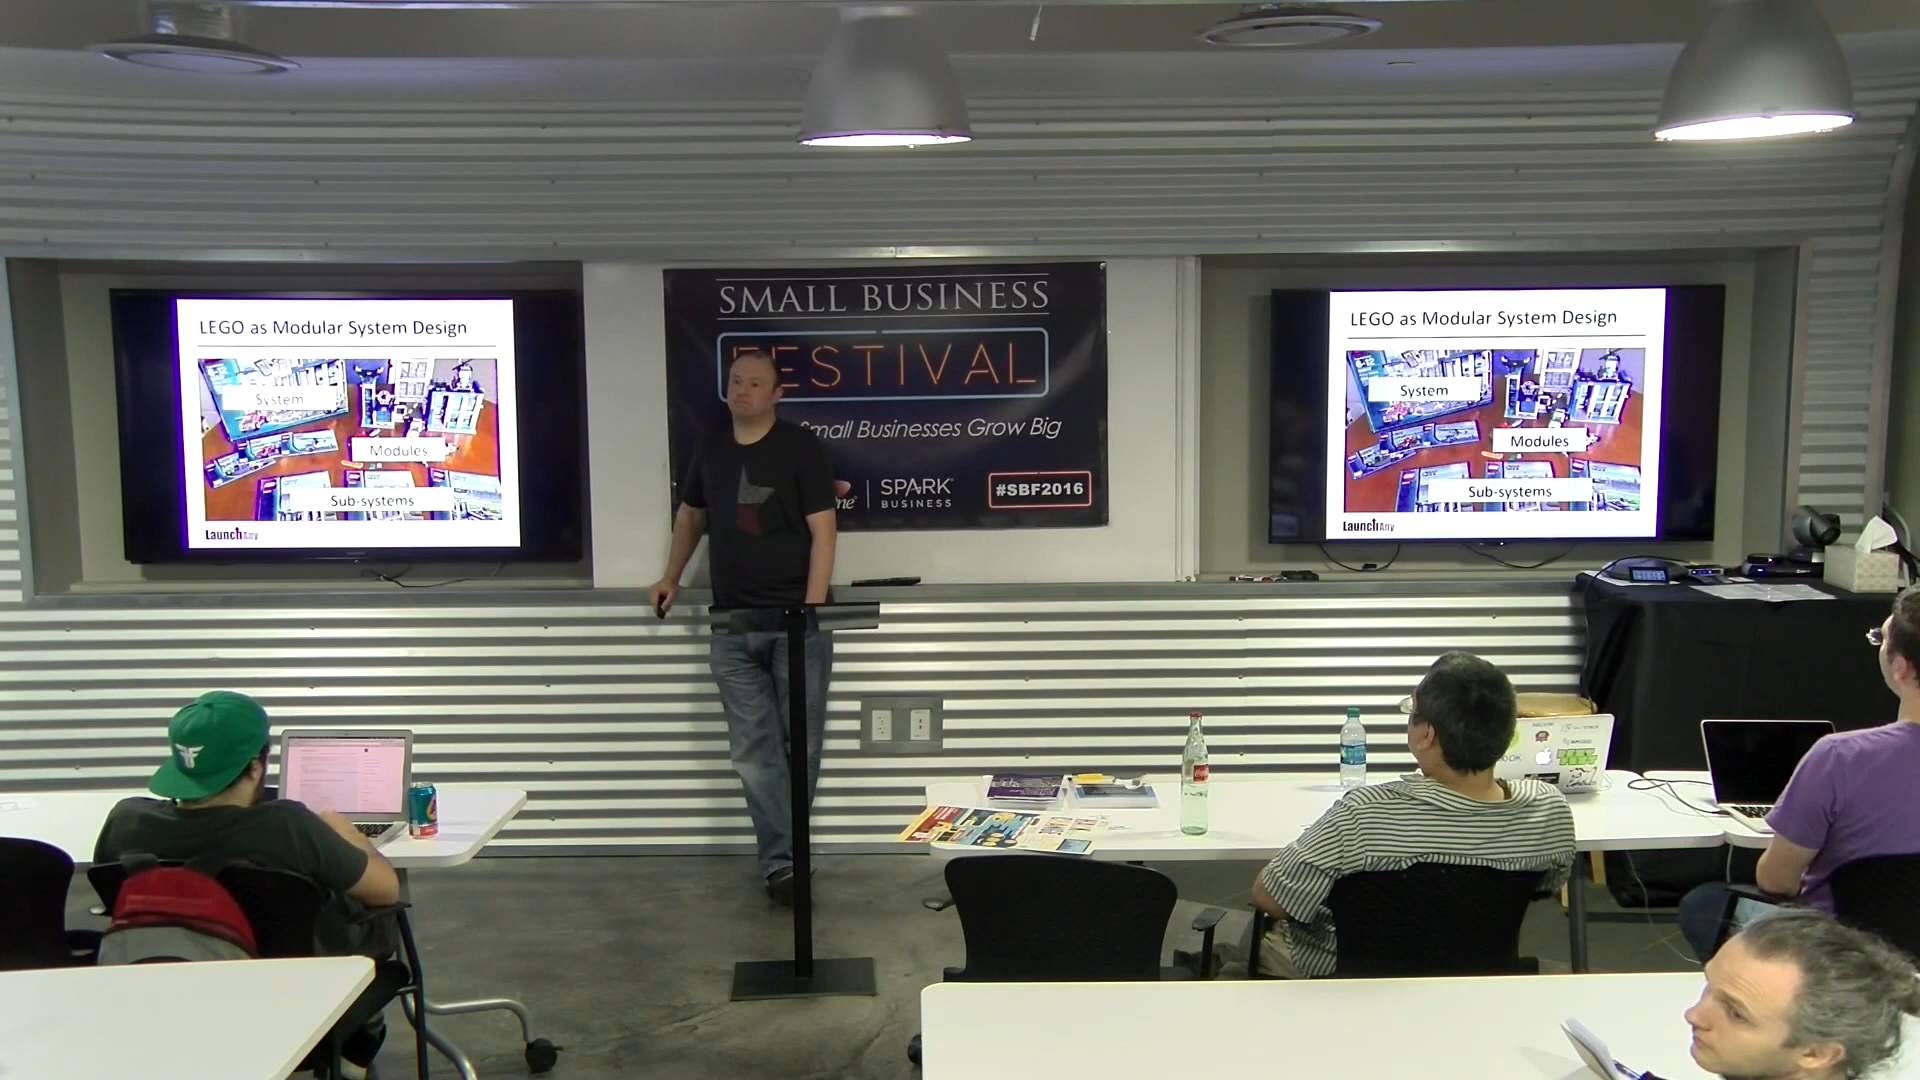 LEGO as Modular System Design
System
Modules
Sub-systems
LaunchAny
SMALL BUSINESS
FESTIVAL
Small Businesses Grow Big
SPARK
BUSINESS
#SBF2016
LEGO as Modular System Design
System
Modules
Sub-systems
LaunchAny